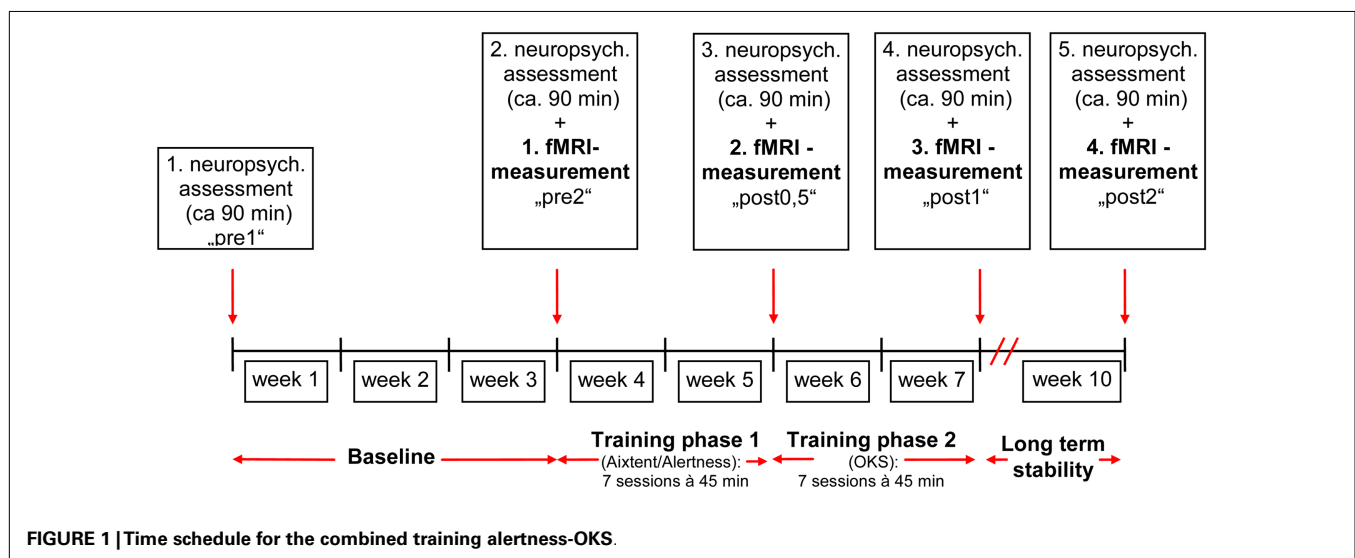 1. neuropsych.
assessment
(ca 90 min)
„pre1“
2. neuropsych.
assessment
(ca. 90 min)
+
1. fMRI-
measurement
„pre2“
3. neuropsych.
assessment
(ca. 90 min)
+
2. fMRI -
measurement
„post0,5“
4. neuropsych.
assessment
(ca. 90 min)
+
3. fMRI -
measurement
„post1“
5. neuropsych.
assessment
(ca. 90 min)
+
4. fMRI -
measurement
„post2“
week 1
week 2
week 3
week 4
week 5
week 6
week 7
week 10
Baseline
Training phase 1
(Aixtent/Alertness):
7 sessions à 45 min
Training phase 2
(OKS):
7 sessions à 45 min
Long term
stability
FIGURE 1 | Time schedule for the combined training alertness-OKS.